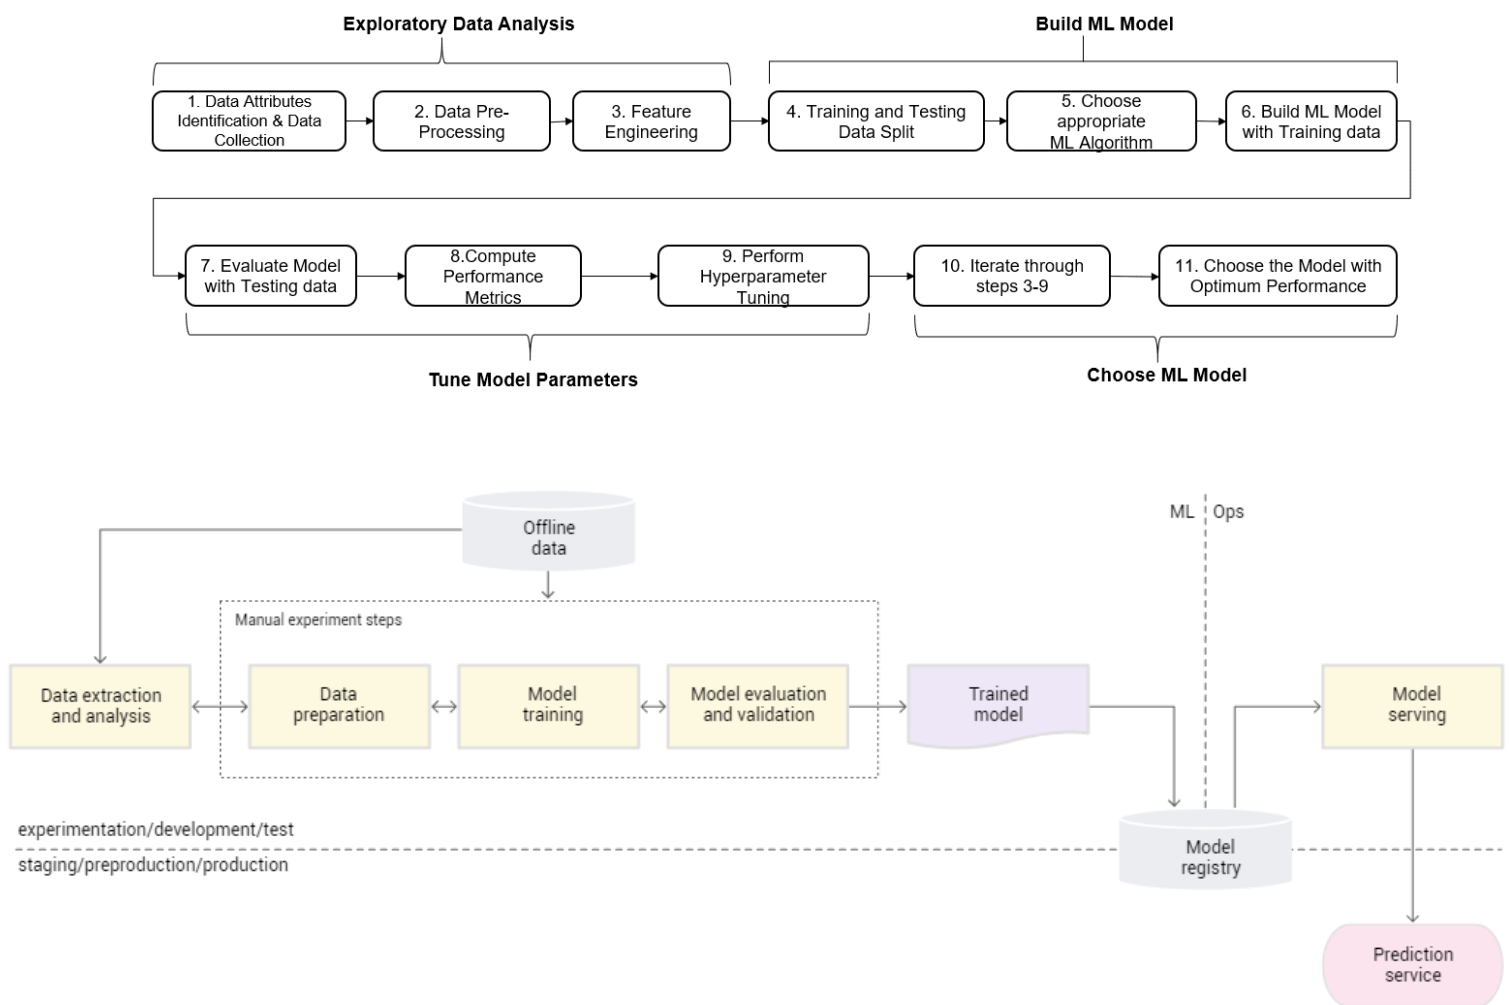 Exploratory Data Analysis
Build ML Model
1. Data Attributes
Identification & Data
Collection
2. Data Pre-
Processing
3. Feature
Engineering
4. Training and Testing
Data Split
5. Choose
appropriate
ML Algorithm
6. Build ML Model
with Training data
7. Evaluate Model
with Testing data
8.Compute
Performance
Metrics
9. Perform
Hyperparameter
Tuning
10. Iterate through
steps 3-9
11. Choose the Model with
Optimum Performance
Tune Model Parameters
Choose ML Model
Offline
data
ML
Ops
Manual experiment steps
Data extraction
and analysis
Data
preparation
Model
training
Model evaluation
and validation
Trained
model
Model
serving
experimentation/development/test
staging/preproduction/production
Model
registry
Prediction
service